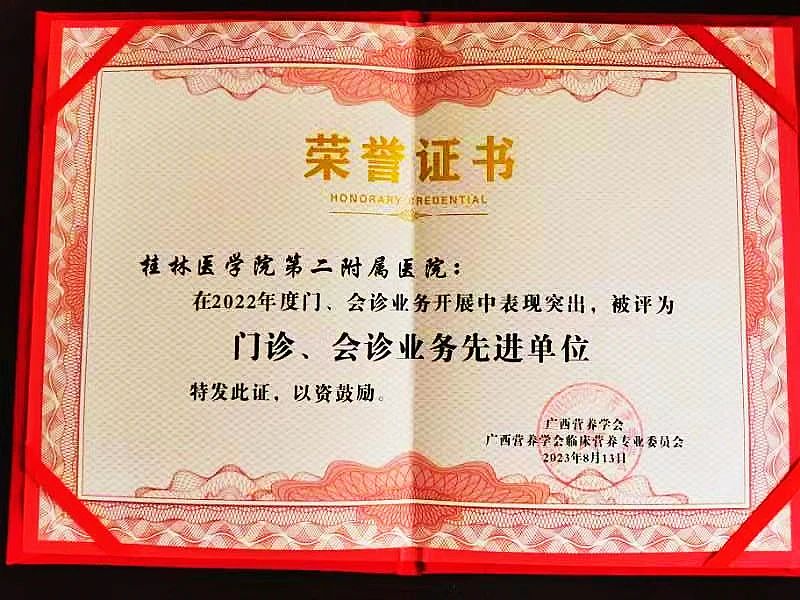 荣誉证书
HONORARY CREDENTIAL
桂林医学院第二附属医院：
在2022年度门、会诊业务开展中表现突出，被评为
门诊、会诊业务先进单位
特发此证，以资鼓励。
广西营养学会
广西营养学会临床营养专业委员会
2023年8月13日